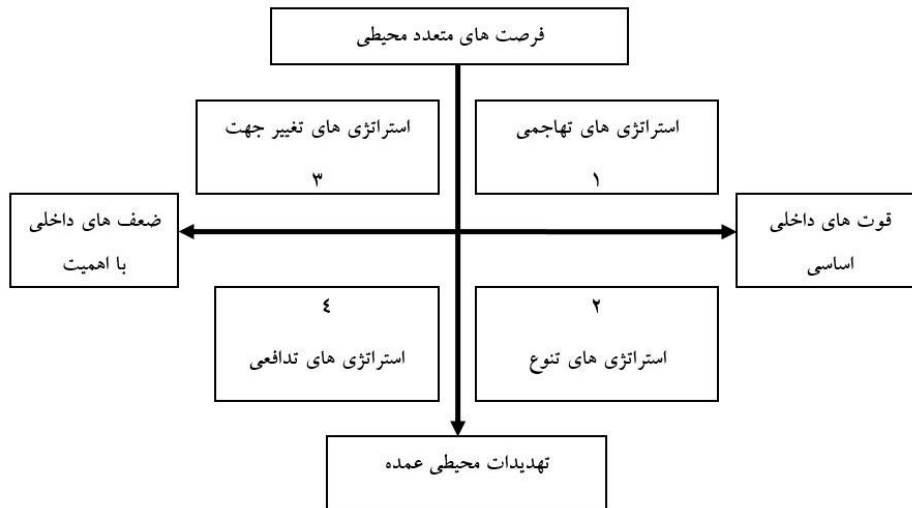 فرصت های متعدد محیطی
استراتژی های تهاجمی
۱
استراتژی های تغییر جهت
۳
قوت های داخلی
اساسی
ضعف های داخلی
با اهمیت
۲
استراتژی های تنوع
٤
استراتژی های تدافعی
تهدیدات محیطی عمده